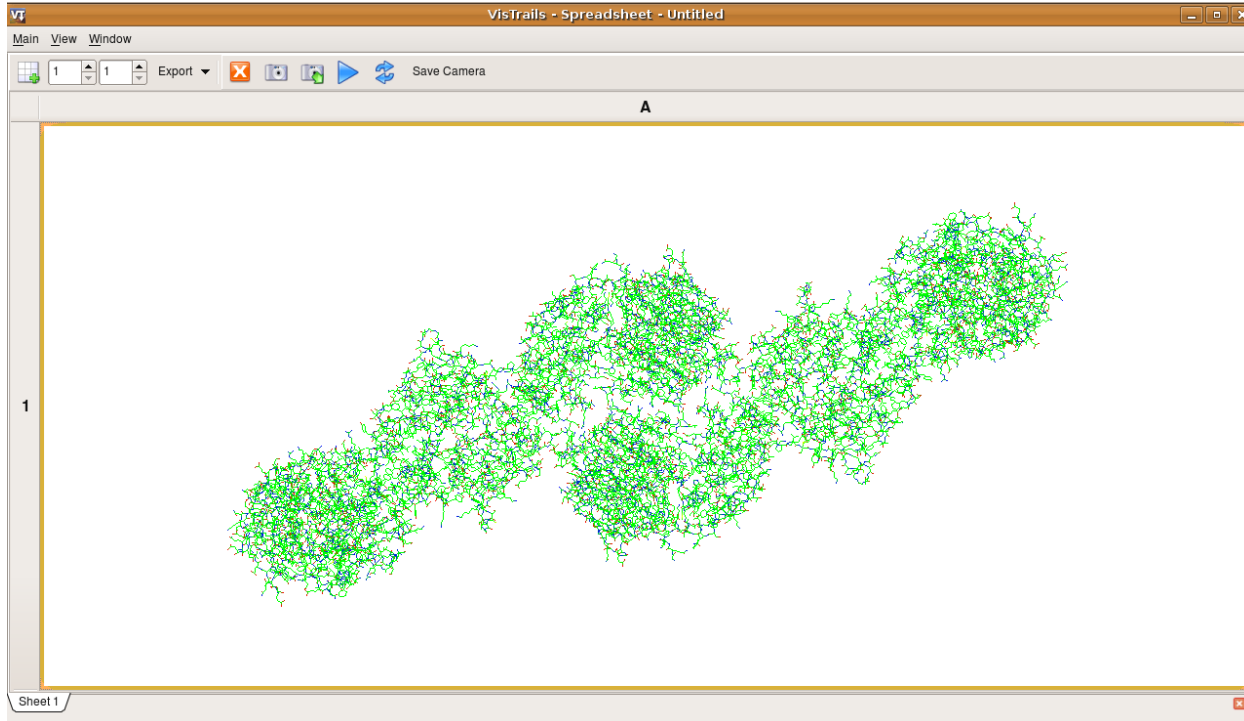 VisTrails - Spreadsheet - Untitled
Main View Window
1 1 Export Save Camera
A
1
Sheet 1